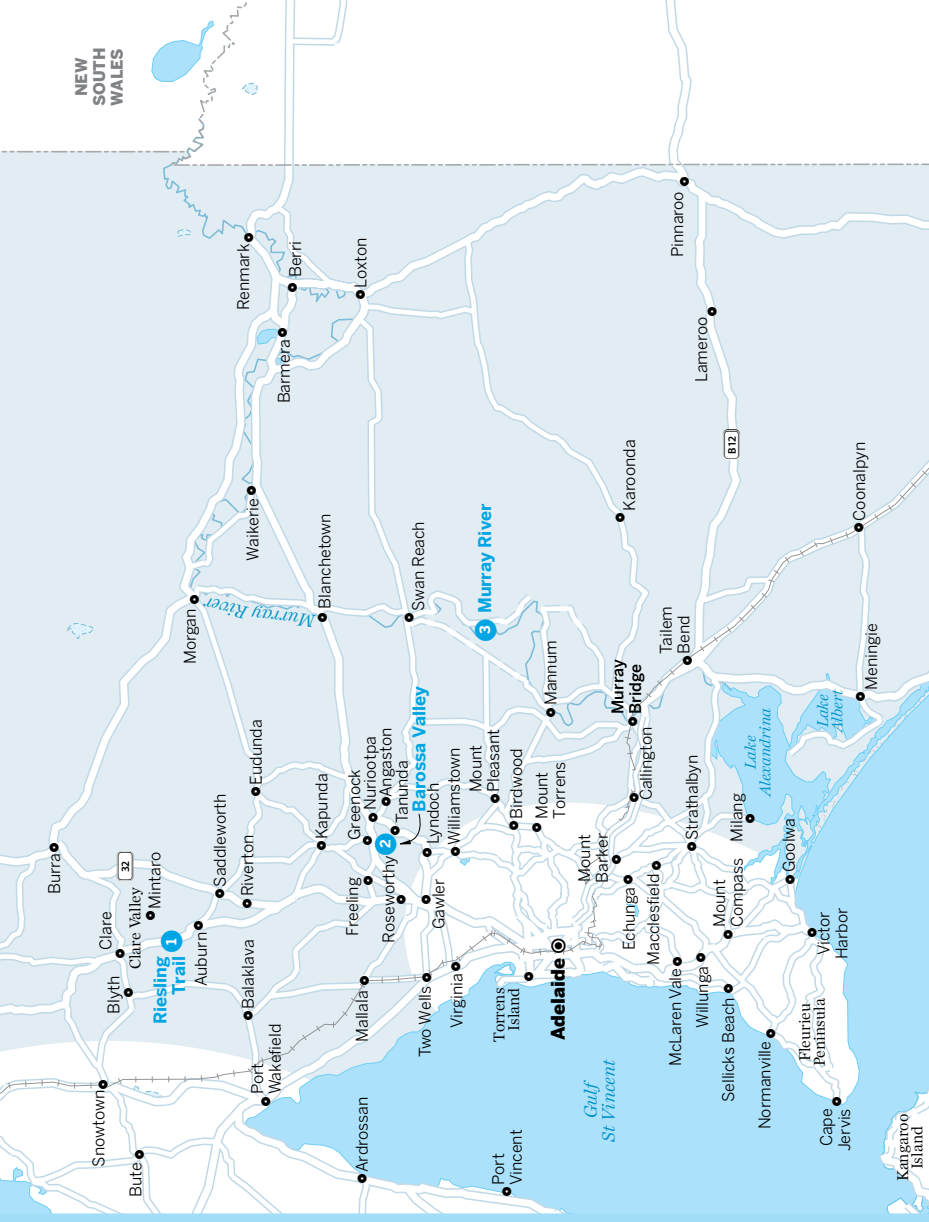 NEW
SOUTH
WALES
Renmark
Berri
Loxton
Barmera
Pinnaroo
Lameroo
B12
Karoonda
Coonalpyn
Waikerie
Morgan
Murray River
Blanchetown
Swan Reach
3 Murray River
Mannum
Murray
Bridge
Tailem
Bend
Meningie
Lake
Albert
Lake
Alexandrina
Burra
32
Clare
Clare Valley
Mintaro
Blyth
Riesling
Trail 1
Auburn
Saddleworth
Riverton
Eudunda
Kapunda
Greenock
Nuriootpa
Angaston
Tanunda
2 Barossa Valley
Lyndoch
Williamstown
Mount
Pleasant
Birdwood
Mount
Torrens
Callington
Strathalbyn
Milang
Goolwa
Freeling
Roseworthy
Gawler
Balaklava
Mallala
Two Wells
Virginia
Torrens
Island
Adelaide
Mount
Barker
Echunga
Macclesfield
Mount
Compass
McLaren Vale
Willunga
Sellicks Beach
Normanville
Fleurieu
Peninsula
Victor
Harbor
Cape
Jervis
Kangaroo
Island
Gulf
St Vincent
Snowtown
Bute
Port
Wakefield
Ardrossan
Port
Vincent